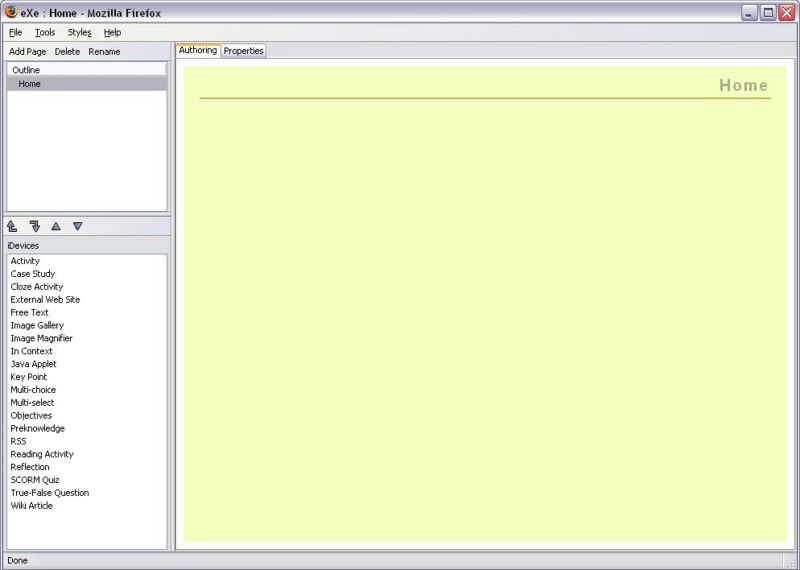 eXe : Home - Mozilla Firefox
File Tools Styles Help
Add Page Delete Rename
Outline
Home
iDevices
Activity
Case Study
Cloze Activity
External Web Site
Free Text
Image Gallery
Image Magnifier
In Context
Java Applet
Key Point
Multi-choice
Multi-select
Objectives
Preknowledge
RSS
Reading Activity
Reflection
SCORM Quiz
True-False Question
Wiki Article
Authoring Properties
Home
Done